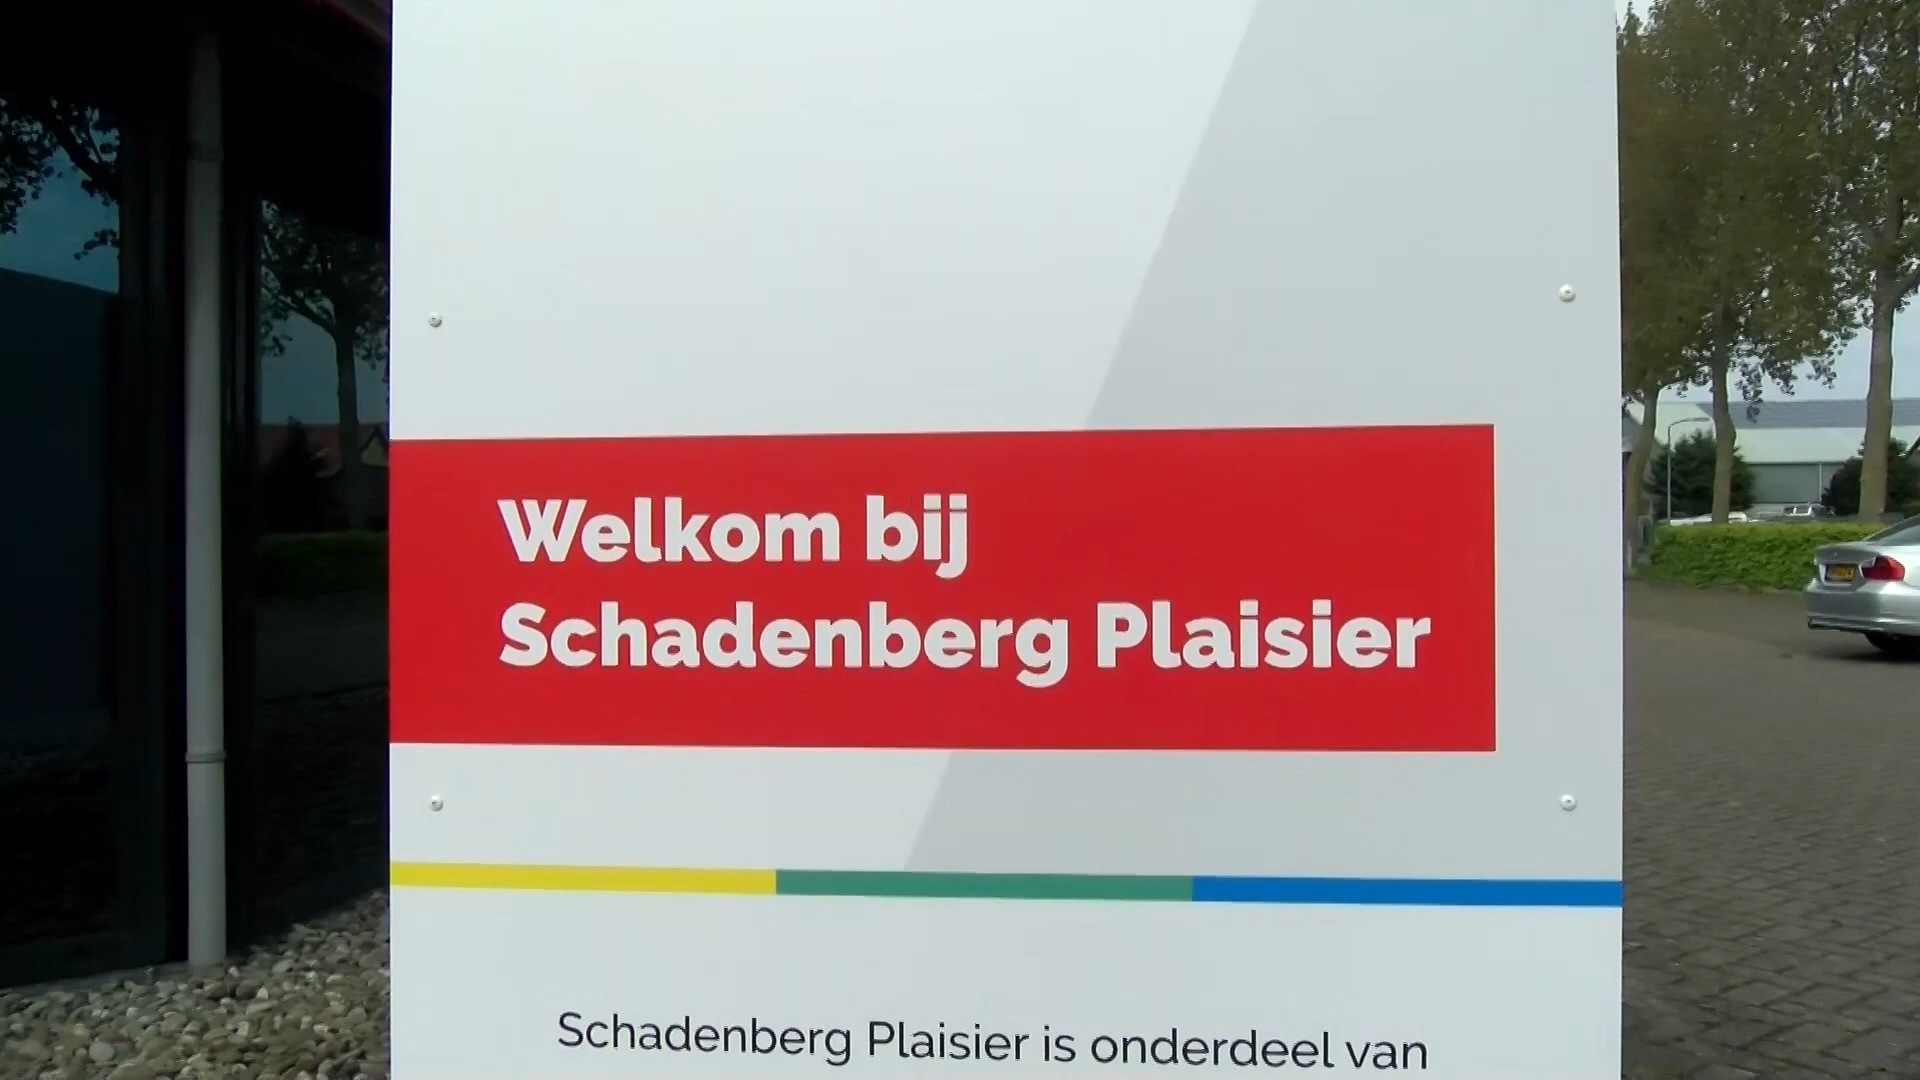 Welkom bij
Schadenberg Plaisier
Schadenberg Plaisier is onderdeel van